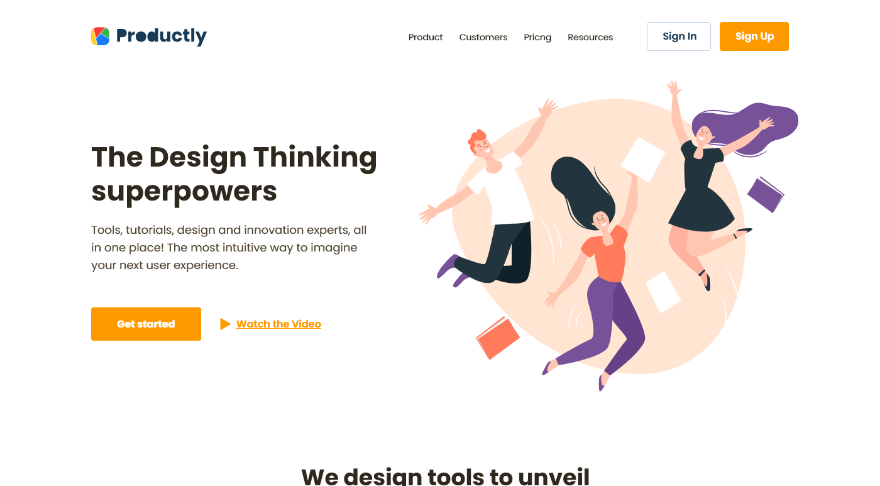 Productly
Product Customers Pricng Resources Sign In Sign Up
The Design Thinking
superpowers
Tools, tutorials, design and innovation experts, all
in one place! The most intuitive way to imagine
your next user experience.
Get started Watch the Video
We design tools to unveil